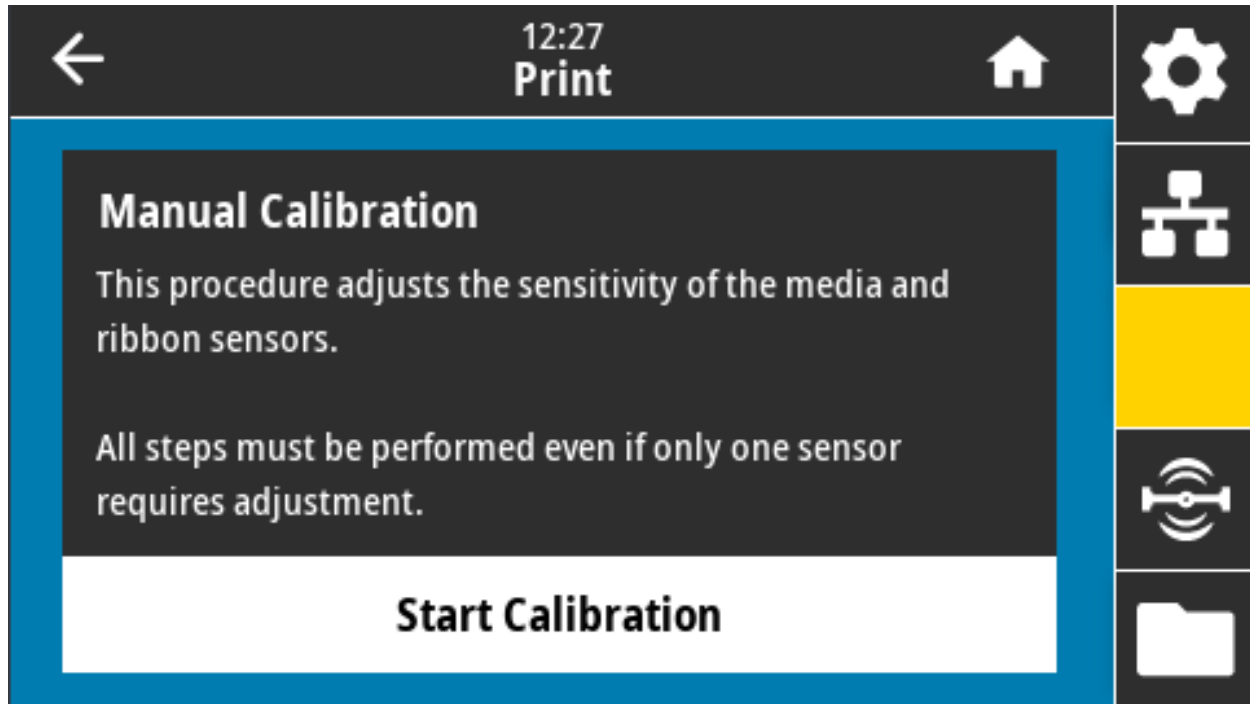 12:27
Print
Manual Calibration
This procedure adjusts the sensitivity of the media and
ribbon sensors.
All steps must be performed even if only one sensor
requires adjustment.
Start Calibration